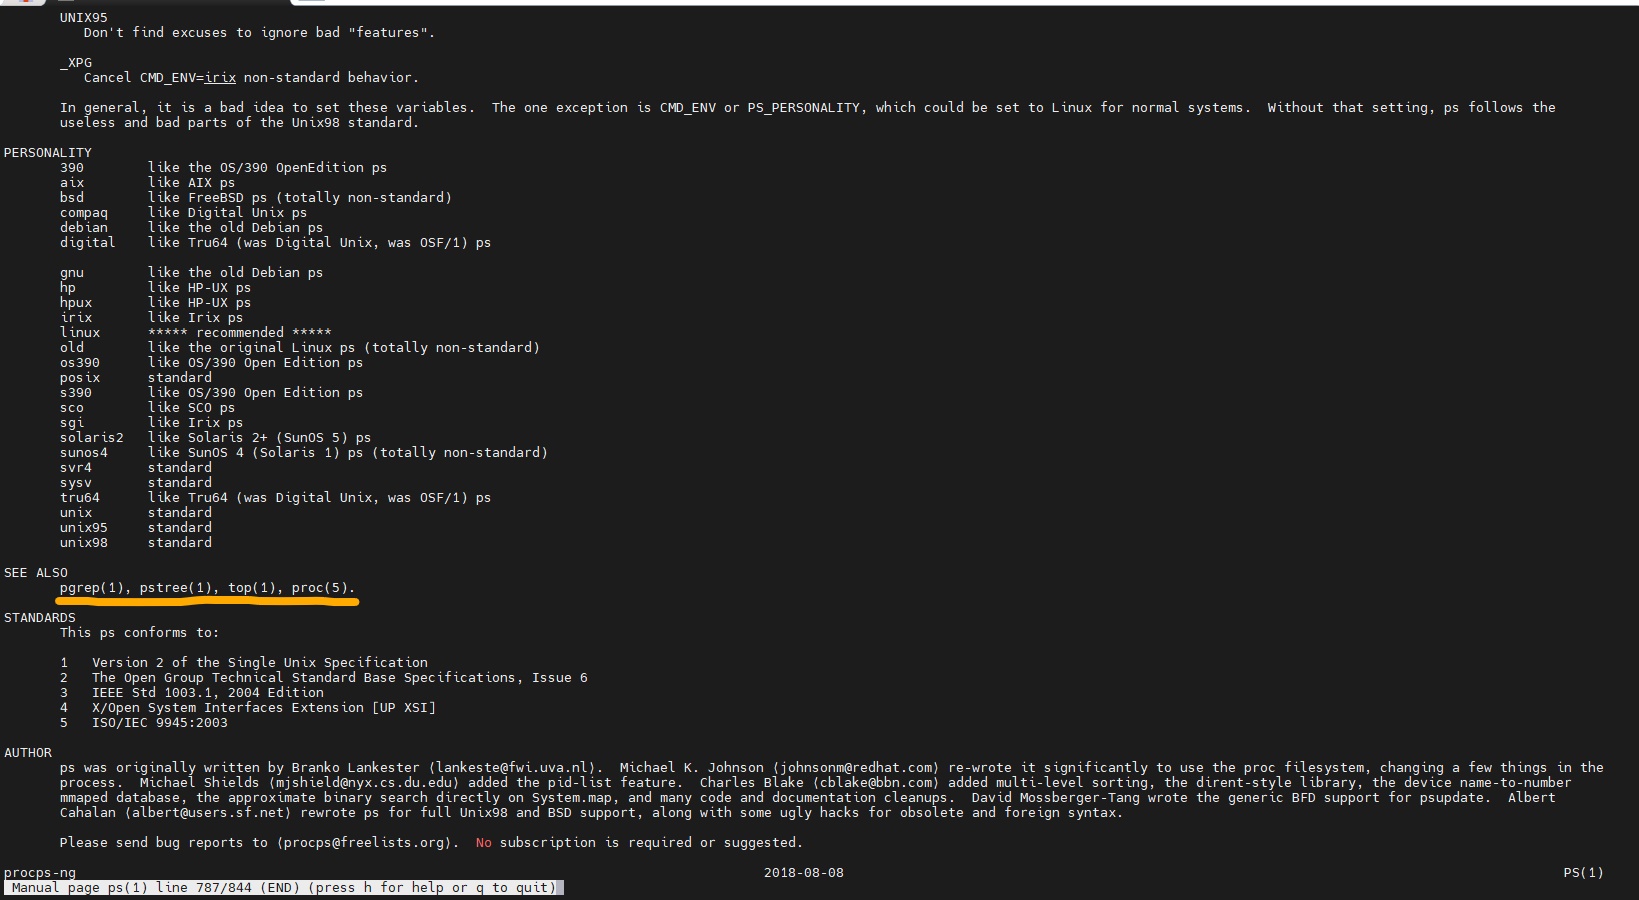 UNIX95
Don't find excuses to ignore bad "features".
_XPG
Cancel CMD_ENV=irix non-standard behavior.
In general, it is a bad idea to set these variables.  The one exception is CMD_ENV or PS_PERSONALITY, which could be set to Linux for normal systems.  Without that setting, ps follows the
useless and bad parts of the Unix98 standard.
PERSONALITY
390        like the OS/390 OpenEdition ps
aix        like AIX ps
bsd        like FreeBSD ps (totally non-standard)
compaq     like Digital Unix ps
debian     like the old Debian ps
digital    like Tru64 (was Digital Unix, was OSF/1) ps
gnu        like the old Debian ps
hp         like HP-UX ps
hpux       like HP-UX ps
irix       like Irix ps
linux      ***** recommended *****
old        like the original Linux ps (totally non-standard)
os390      like OS/390 Open Edition ps
posix      standard
s390       like OS/390 Open Edition ps
sco        like SCO ps
sgi        like Irix ps
solaris2   like Solaris 2+ (SunOS 5) ps
sunos4     like SunOS 4 (Solaris 1) ps (totally non-standard)
svr4       standard
sysv       standard
tru64      like Tru64 (was Digital Unix, was OSF/1) ps
unix       standard
unix95     standard
unix98     standard
SEE ALSO
pgrep(1), pstree(1), top(1), proc(5).
STANDARDS
This ps conforms to:
1   Version 2 of the Single Unix Specification
2   The Open Group Technical Standard Base Specifications, Issue 6
3   IEEE Std 1003.1, 2004 Edition
4   X/Open System Interfaces Extension [UP XSI]
5   ISO/IEC 9945:2003
AUTHOR
ps was originally written by Branko Lankester ⟨lankeste@fwi.uva.nl⟩.  Michael K. Johnson ⟨johnsonm@redhat.com⟩ re-wrote it significantly to use the proc filesystem, changing a few things in the
process.  Michael Shields ⟨mjshield@nyx.cs.du.edu⟩ added the pid-list feature.  Charles Blake ⟨cblake@bbn.com⟩ added multi-level sorting, the dirent-style library, the device name-to-number
mmaped database, the approximate binary search directly on System.map, and many code and documentation cleanups.  David Mossberger-Tang wrote the generic BFD support for psupdate.  Albert
Cahalan ⟨albert@users.sf.net⟩ rewrote ps for full Unix98 and BSD support, along with some ugly hacks for obsolete and foreign syntax.
Please send bug reports to ⟨procps@freelists.org⟩.  No subscription is required or suggested.
procps-ng 2018-08-08 PS(1)
Manual page ps(1) line 787/844 (END) (press h for help or q to quit)